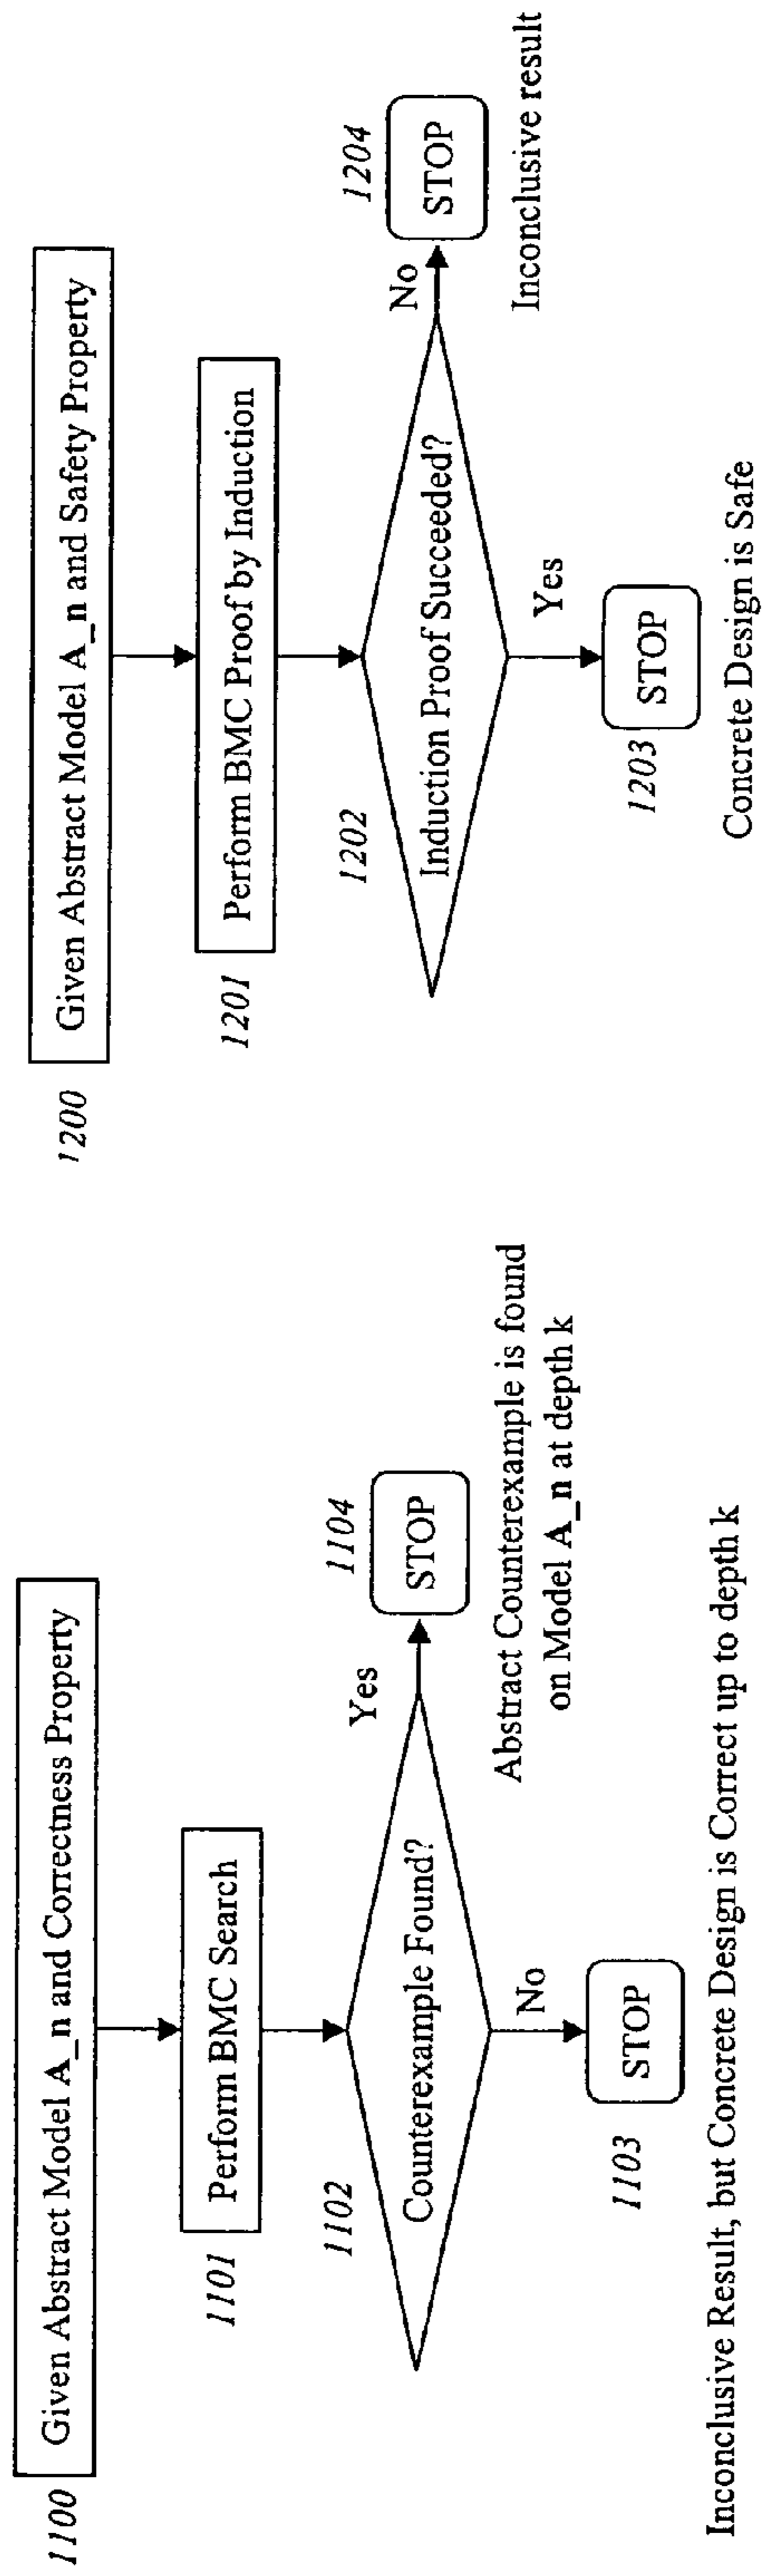 1100
Given Abstract Model A_n and Correctness Property
1101
Perform BMC Search
1102
Counterexample Found?
Yes
1104
STOP
Abstract Counterexample is found
on Model A_n at depth k
No
1103
STOP
Inconclusive Result, but Concrete Design is Correct up to depth k
1200
Given Abstract Model A_n and Safety Property
1201
Perform BMC Proof by Induction
1202
Induction Proof Succeeded?
No
1204
STOP
Inconclusive result
Yes
1203
STOP
Concrete Design is Safe